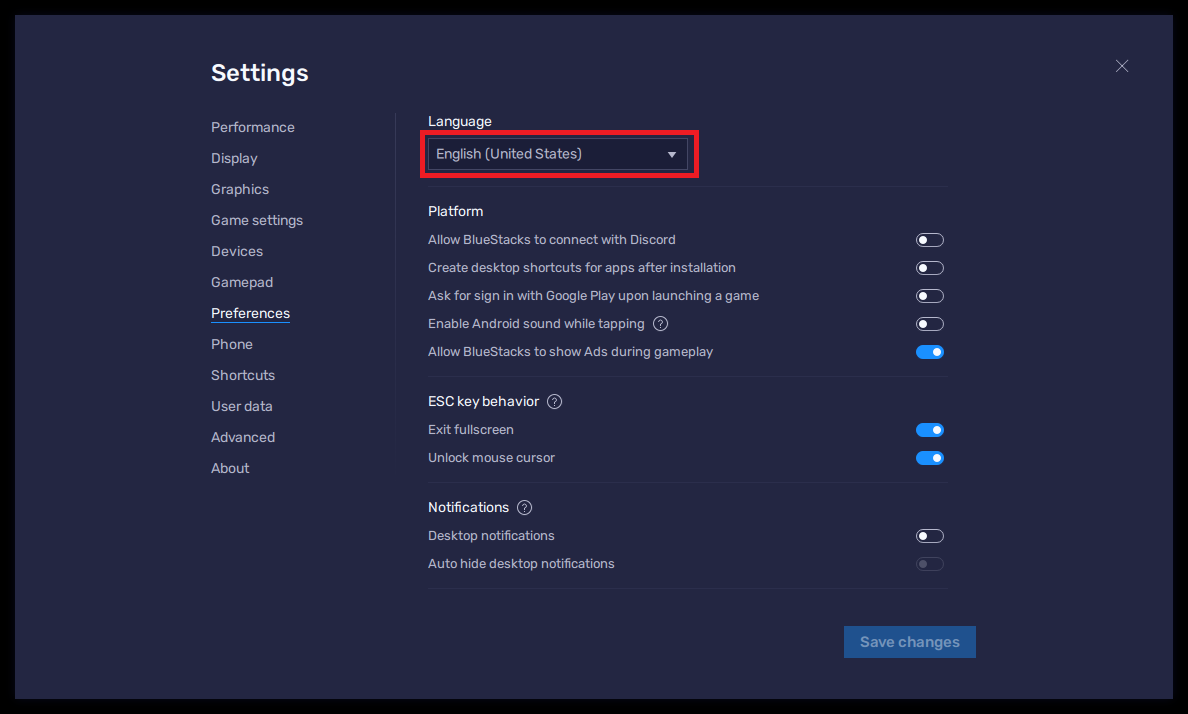 Settings
Performance
Display
Graphics
Game settings
Devices
Gamepad
Preferences
Phone
Shortcuts
User data
Advanced
About
Language
English (United States)
Platform
Allow BlueStacks to connect with Discord
Create desktop shortcuts for apps after installation
Ask for sign in with Google Play upon launching a game
Enable Android sound while tapping ?
Allow BlueStacks to show Ads during gameplay
ESC key behavior ?
Exit fullscreen
Unlock mouse cursor
Notifications ?
Desktop notifications
Auto hide desktop notifications
Save changes